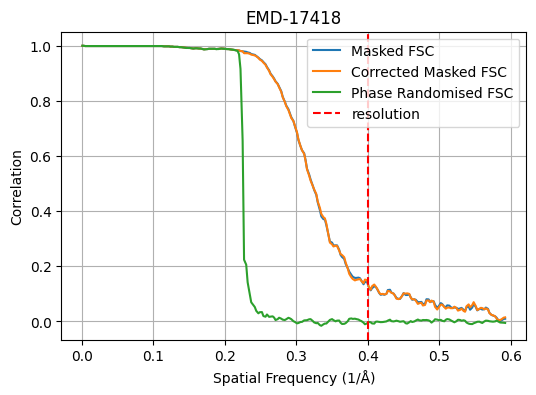 EMD-17418
Masked FSC
Corrected Masked FSC
Phase Randomised FSC
resolution
Correlation
1.0
0.8
0.6
0.4
0.2
0.0
0.0 0.1 0.2 0.3 0.4 0.5 0.6
Spatial Frequency (1/Å)